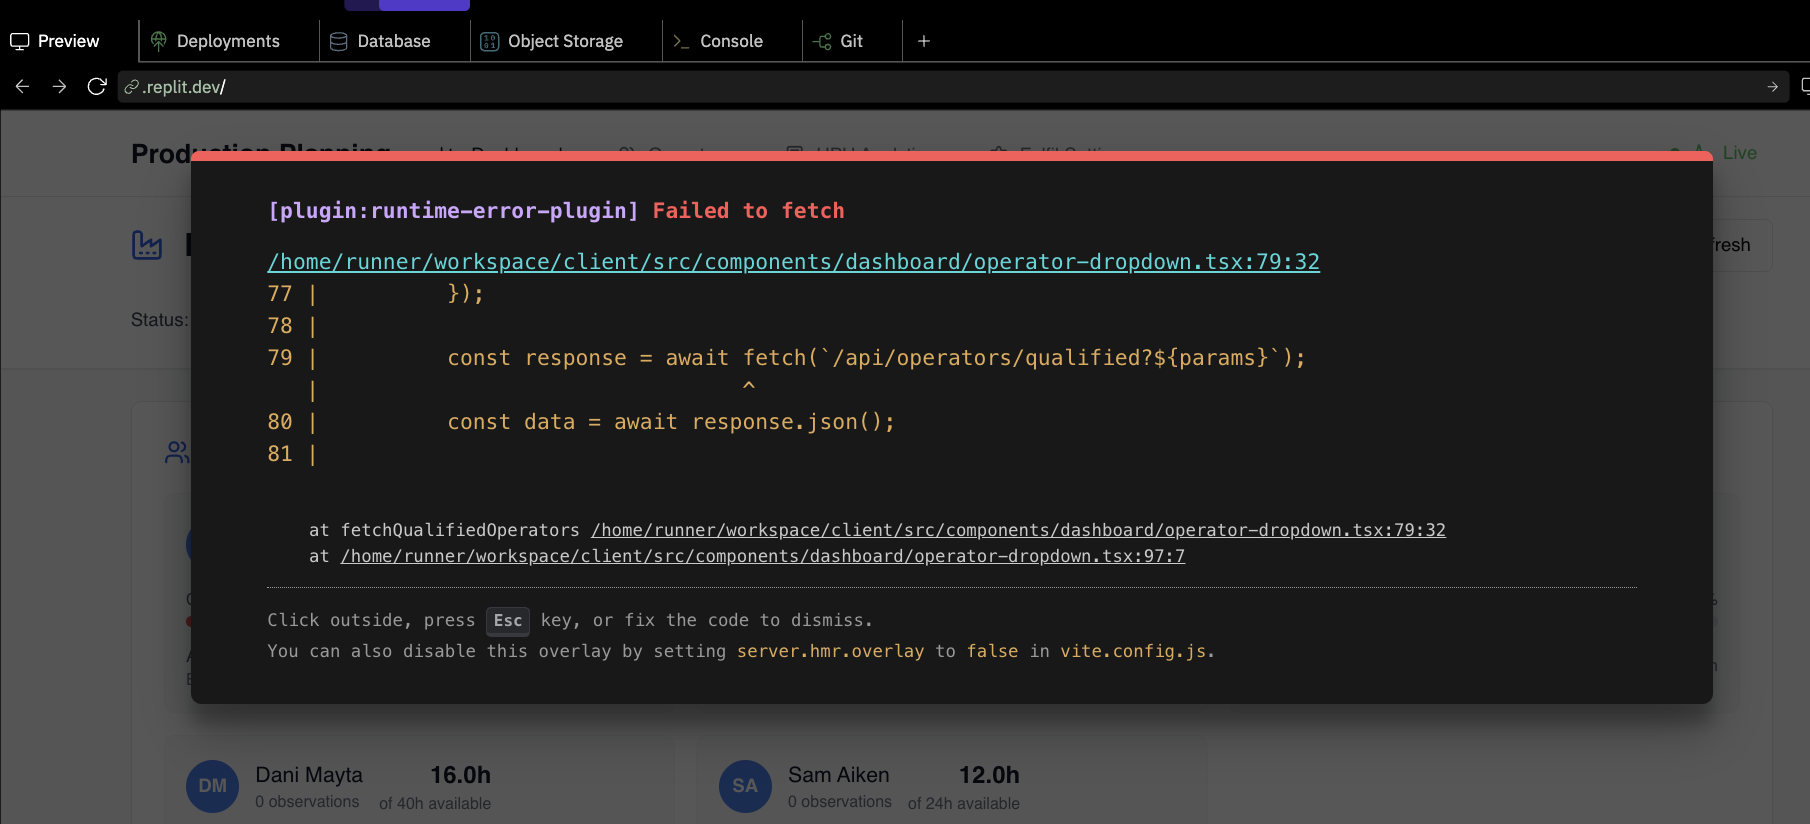 Preview Deployments Database Object Storage Console Git +
.replit.dev/
Production Planning Live
[plugin:runtime-error-plugin] Failed to fetch
/home/runner/workspace/client/src/components/dashboard/operator-dropdown.tsx:79:32
77 | });
78 |
79 | const response = await fetch(`/api/operators/qualified?${params}`);
| ^
80 | const data = await response.json();
81 |
Status:
at fetchQualifiedOperators /home/runner/workspace/client/src/components/dashboard/operator-dropdown.tsx:79:32
at /home/runner/workspace/client/src/components/dashboard/operator-dropdown.tsx:97:7
Click outside, press Esc key, or fix the code to dismiss.
You can also disable this overlay by setting server.hmr.overlay to false in vite.config.js.
DM Dani Mayta 16.0h
0 observations of 40h available
SA Sam Aiken 12.0h
0 observations of 24h available